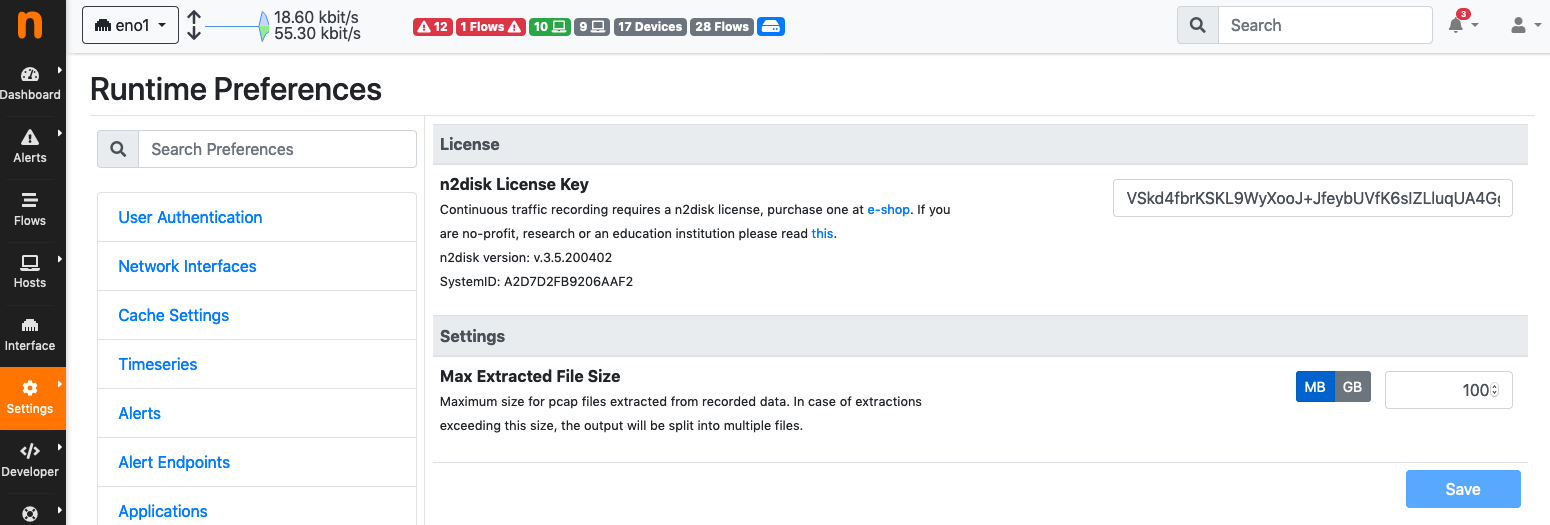 eno1
18.60 kbit/s
55.30 kbit/s
12
1 Flows
10
9
17 Devices
28 Flows
Search
3
Dashboard
Alerts
Flows
Hosts
Interface
Settings
Developer
Runtime Preferences
Search Preferences
User Authentication
Network Interfaces
Cache Settings
Timeseries
Alerts
Alert Endpoints
Applications
License
n2disk License Key
Continuous traffic recording requires a n2disk license, purchase one at e-shop. If you
are no-profit, research or an education institution please read this.
n2disk version: v.3.5.200402
SystemID: A2D7D2FB9206AAF2
Settings
Max Extracted File Size
Maximum size for pcap files extracted from recorded data. In case of extractions
exceeding this size, the output will be split into multiple files.
MB GB
100
Save